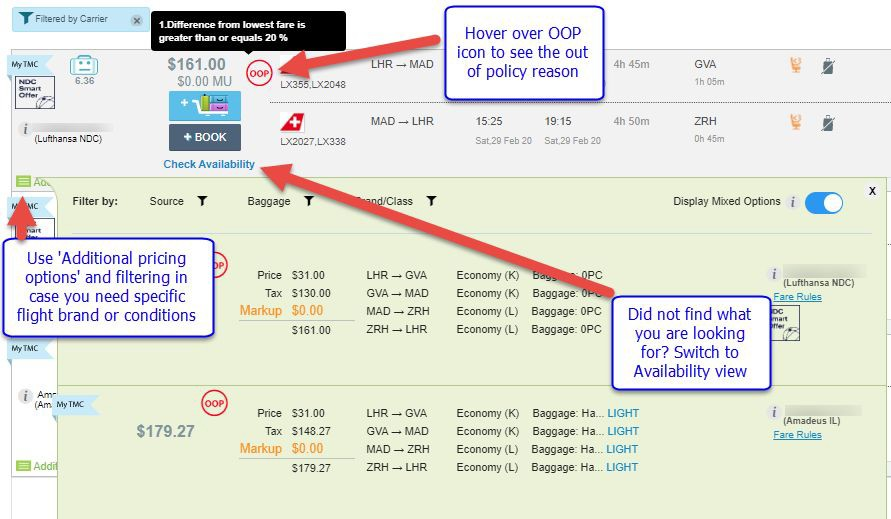 Filtered by Carrier
1.Difference from lowest fare is
greater than or equals 20 %
Hover over OOP
icon to see the out
of policy reason
My TMC
6.36
$161.00
$0.00 MU
OOP
LX355,LX2048
LHR → MAD
4h 45m
GVA
1h 05m
NDC
Smart
Offer
+ BOOK
Check Availability
(Lufthansa NDC)
LX2027,LX338
MAD → LHR
15:25
Sat,29 Feb 20
19:15
Sat,29 Feb 20
4h 50m
ZRH
0h 45m
Filter by:
Source
Baggage
/Class
Display Mixed Options
X
Use 'Additional pricing
options' and filtering in
case you need specific
flight brand or conditions
OOP
Price $31.00 LHR → GVA Economy (K) Baggage: 0PC
Tax $130.00 GVA → MAD Economy (K) Baggage: 0PC
Markup $0.00 MAD → ZRH Economy (L) Baggage: 0PC
$161.00 ZRH → LHR Economy (L) Baggage: 0PC
(Lufthansa NDC)
Fare Rules
NDC
Smart
Offer
Did not find what
you are looking
for? Switch to
Availability view
My TMC
My TMC
$179.27
OOP
Price $31.00 LHR → GVA Economy (K) Baggage: Ha... LIGHT
Tax $148.27 GVA → MAD Economy (K) Baggage: Ha... LIGHT
Markup $0.00 MAD → ZRH Economy (L) Baggage: Ha... LIGHT
$179.27 ZRH → LHR Economy (L) Baggage: Ha... LIGHT
(Amadeus IL)
Fare Rules